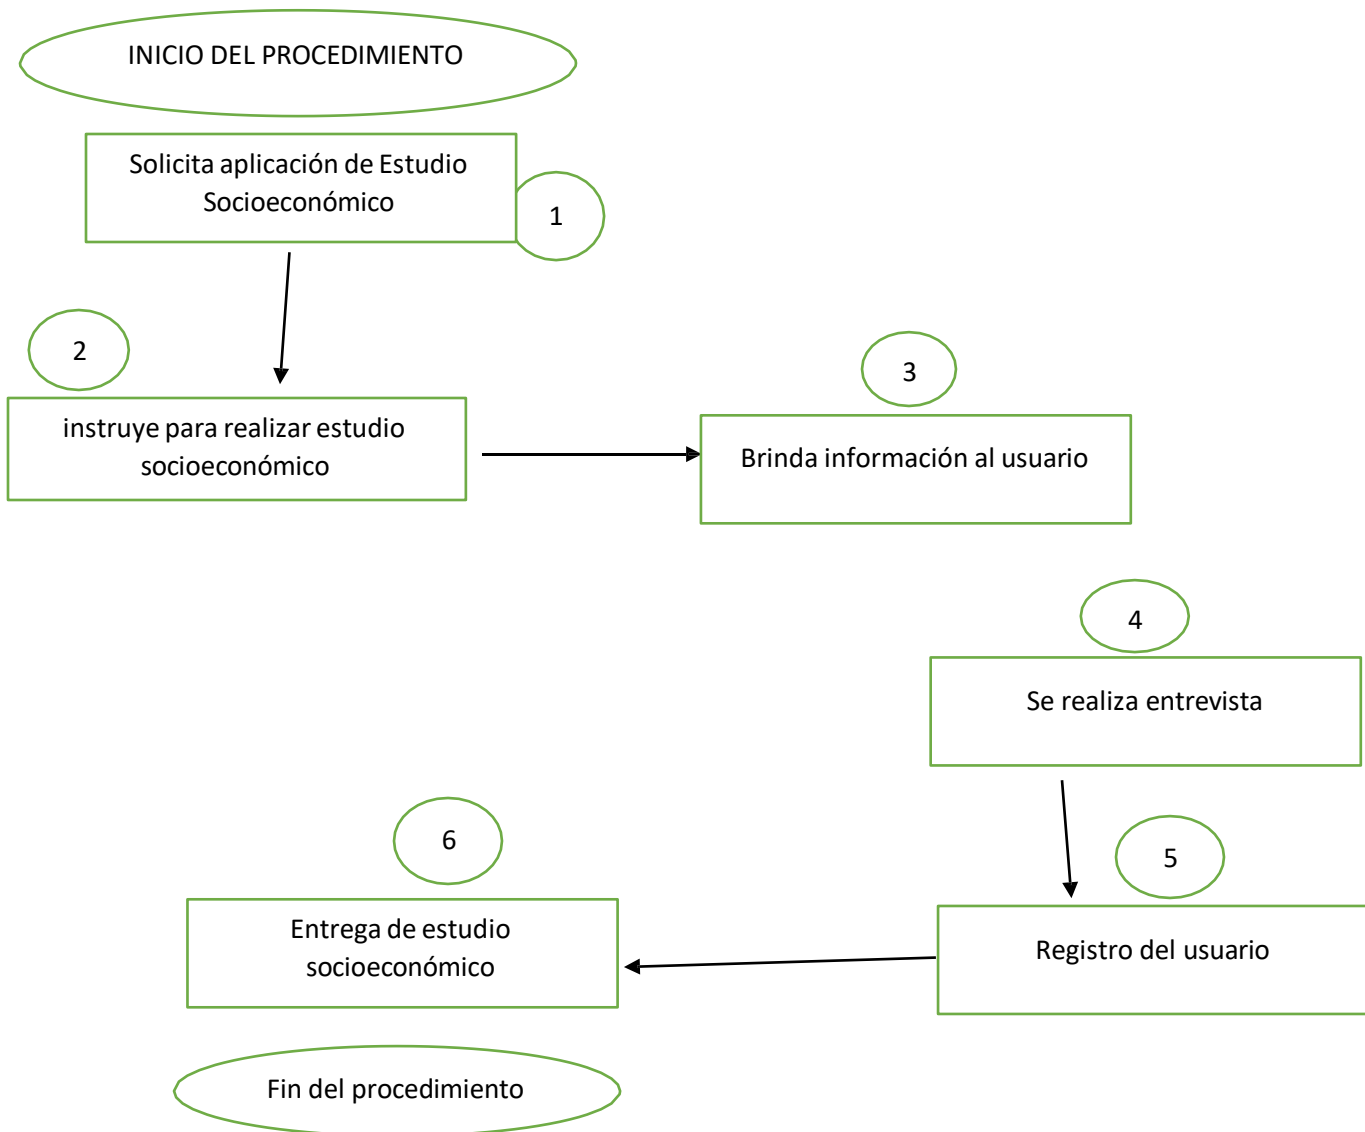 INICIO DEL PROCEDIMIENTO
Solicita aplicación de Estudio
Socioeconómico
1
2
instruye para realizar estudio
socioeconómico
3
Brinda información al usuario
4
Se realiza entrevista
5
Registro del usuario
6
Entrega de estudio
socioeconómico
Fin del procedimiento